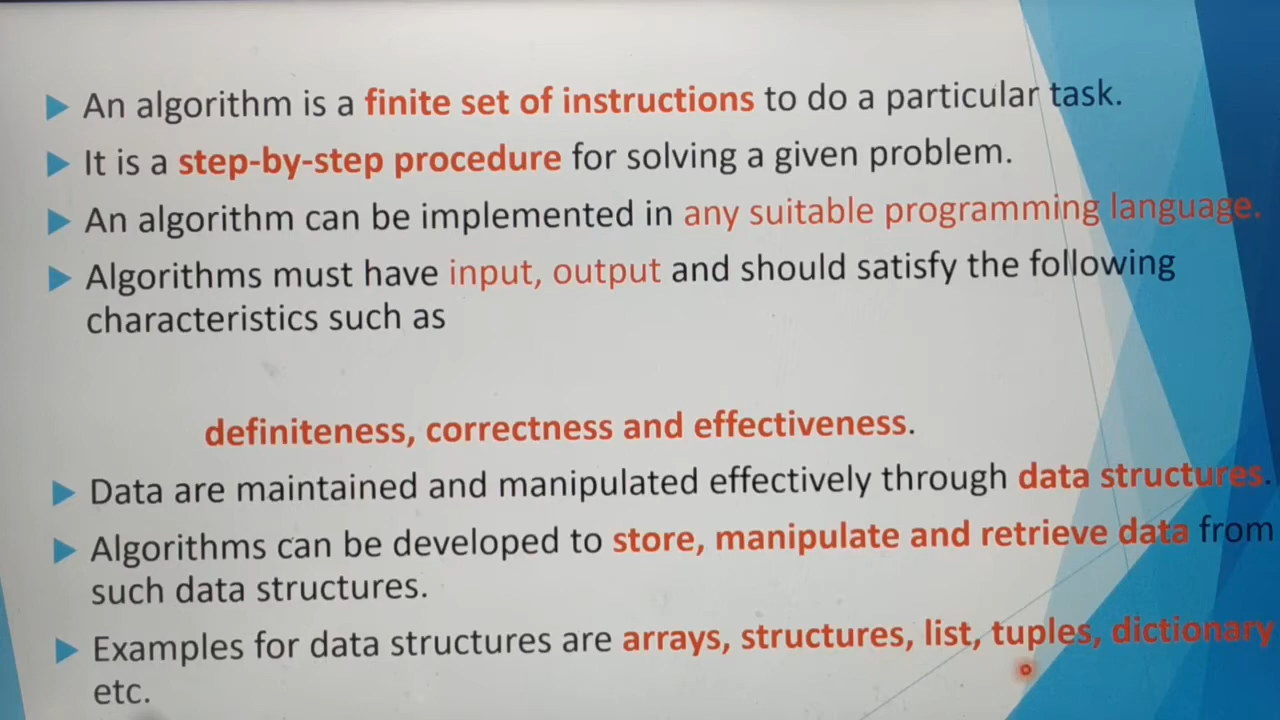 An algorithm is a finite set of instructions to do a particular task.
It is a step-by-step procedure for solving a given problem.
An algorithm can be implemented in any suitable programming language.
Algorithms must have input, output and should satisfy the following
characteristics such as
definiteness, correctness and effectiveness.
Data are maintained and manipulated effectively through data structures.
Algorithms can be developed to store, manipulate and retrieve data from
such data structures.
Examples for data structures are arrays, structures, list, tuples, dictionary
etc.